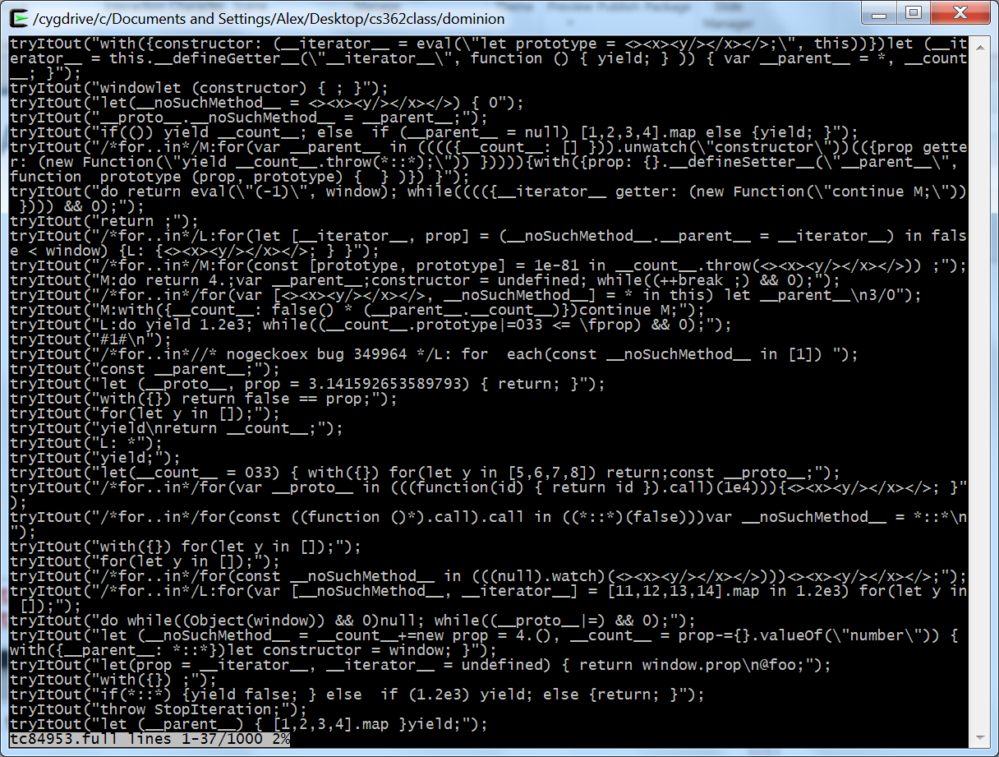 /cygdrive/c/Documents and Settings/Alex/Desktop/cs362class/dominion
tryItOut("with({constructor: (__iterator__ = eval(\"let prototype = <><x><y/></x></>;\", this))})let (__it
erator__ = this.__defineGetter__(\"__iterator__\", function () { yield; } )) { var __parent__ = *, __count
__; }");
tryItOut("windowlet (constructor) { ; }");
tryItOut("let(__noSuchMethod__ = <><x><y/></x></>) { 0");
tryItOut("__proto__.__noSuchMethod__ = __parent__;");
tryItOut("if(()) yield __count__; else  if (__parent__ = null) [1,2,3,4].map else {yield; }");
tryItOut("/*for..in*/M:for(var __parent__ in (((((({__count__: [] })).unwatch(\"constructor\"))(({prop gette
r: (new Function(\"yield __count__.throw(*::*);\")) })))){with({prop: {}.__defineSetter__(\"__parent__\",
function  prototype (prop, prototype) {  } )}) }");
tryItOut("do return eval(\"(-1)\", window); while(((({__iterator__ getter: (new Function(\"continue M;\"))
 }))) && 0);");
tryItOut("return ;");
tryItOut("/*for..in*/L:for(let [__iterator__, prop] = (__noSuchMethod__.__parent__ = __iterator__) in fals
e < window) {L: {<><x><y/></x></>; } }");
tryItOut("/*for..in*/M:for(const [prototype, prototype] = 1e-81 in __count__.throw(<><x><y/></x></>)) ;");
tryItOut("M:do return 4.;var __parent__;constructor = undefined; while((++break ;) && 0);");
tryItOut("/*for..in*/for(var [<><x><y/></x></>, __noSuchMethod__] = * in this) let __parent__\n3/0");
tryItOut("M:with({__count__: false() * (__parent__.__count__)})continue M;");
tryItOut("L:do yield 1.2e3; while((__count__.prototype|=033 <= \fprop) && 0);");
tryItOut("#1#\n");
tryItOut("/*for..in*//* nogeckoex bug 349964 */L: for  each(const __noSuchMethod__ in [1]) ");
tryItOut("const __parent__;");
tryItOut("let (__proto__, prop = 3.141592653589793) { return; }");
tryItOut("with({}) return false == prop;");
tryItOut("for(let y in []);");
tryItOut("yield\nreturn __count__;");
tryItOut("L: *");
tryItOut("yield;");
tryItOut("let(__count__ = 033) { with({}) for(let y in [5,6,7,8]) return;const __proto__;");
tryItOut("/*for..in*/for(var __proto__ in (((function(id) { return id }).call)(1e4))){<><x><y/></x></>; }"
);
tryItOut("/*for..in*/for(const ((function ()*).call).call in ((*::*)(false)))var __noSuchMethod__ = *::*\n
");
tryItOut("with({}) for(let y in []);");
tryItOut("for(let y in []);");
tryItOut("/*for..in*/for(const __noSuchMethod__ in (((null).watch)(<><x><y/></x></>)))<><x><y/></x></>;");
tryItOut("/*for..in*/L:for(var [__noSuchMethod__, __iterator__] = [11,12,13,14].map in 1.2e3) for(let y in
 []);");
tryItOut("do while((Object(window)) && 0)null; while((__proto__|=) && 0);");
tryItOut("let (__noSuchMethod__ = __count__+=new prop = 4.(), __count__ = prop-={}.valueOf(\"number\")) {
with({__parent__: *::*})let constructor = window; }");
tryItOut("let(prop = __iterator__, __iterator__ = undefined) { return window.prop\n@foo;");
tryItOut("with({}) ;");
tryItOut("if(*::*) {yield false; } else  if (1.2e3) yield; else {return; }");
tryItOut("throw StopIteration;");
tryItOut("let (__parent__) { [1,2,3,4].map }yield;");
tc84953.full lines 1-37/1000 2%